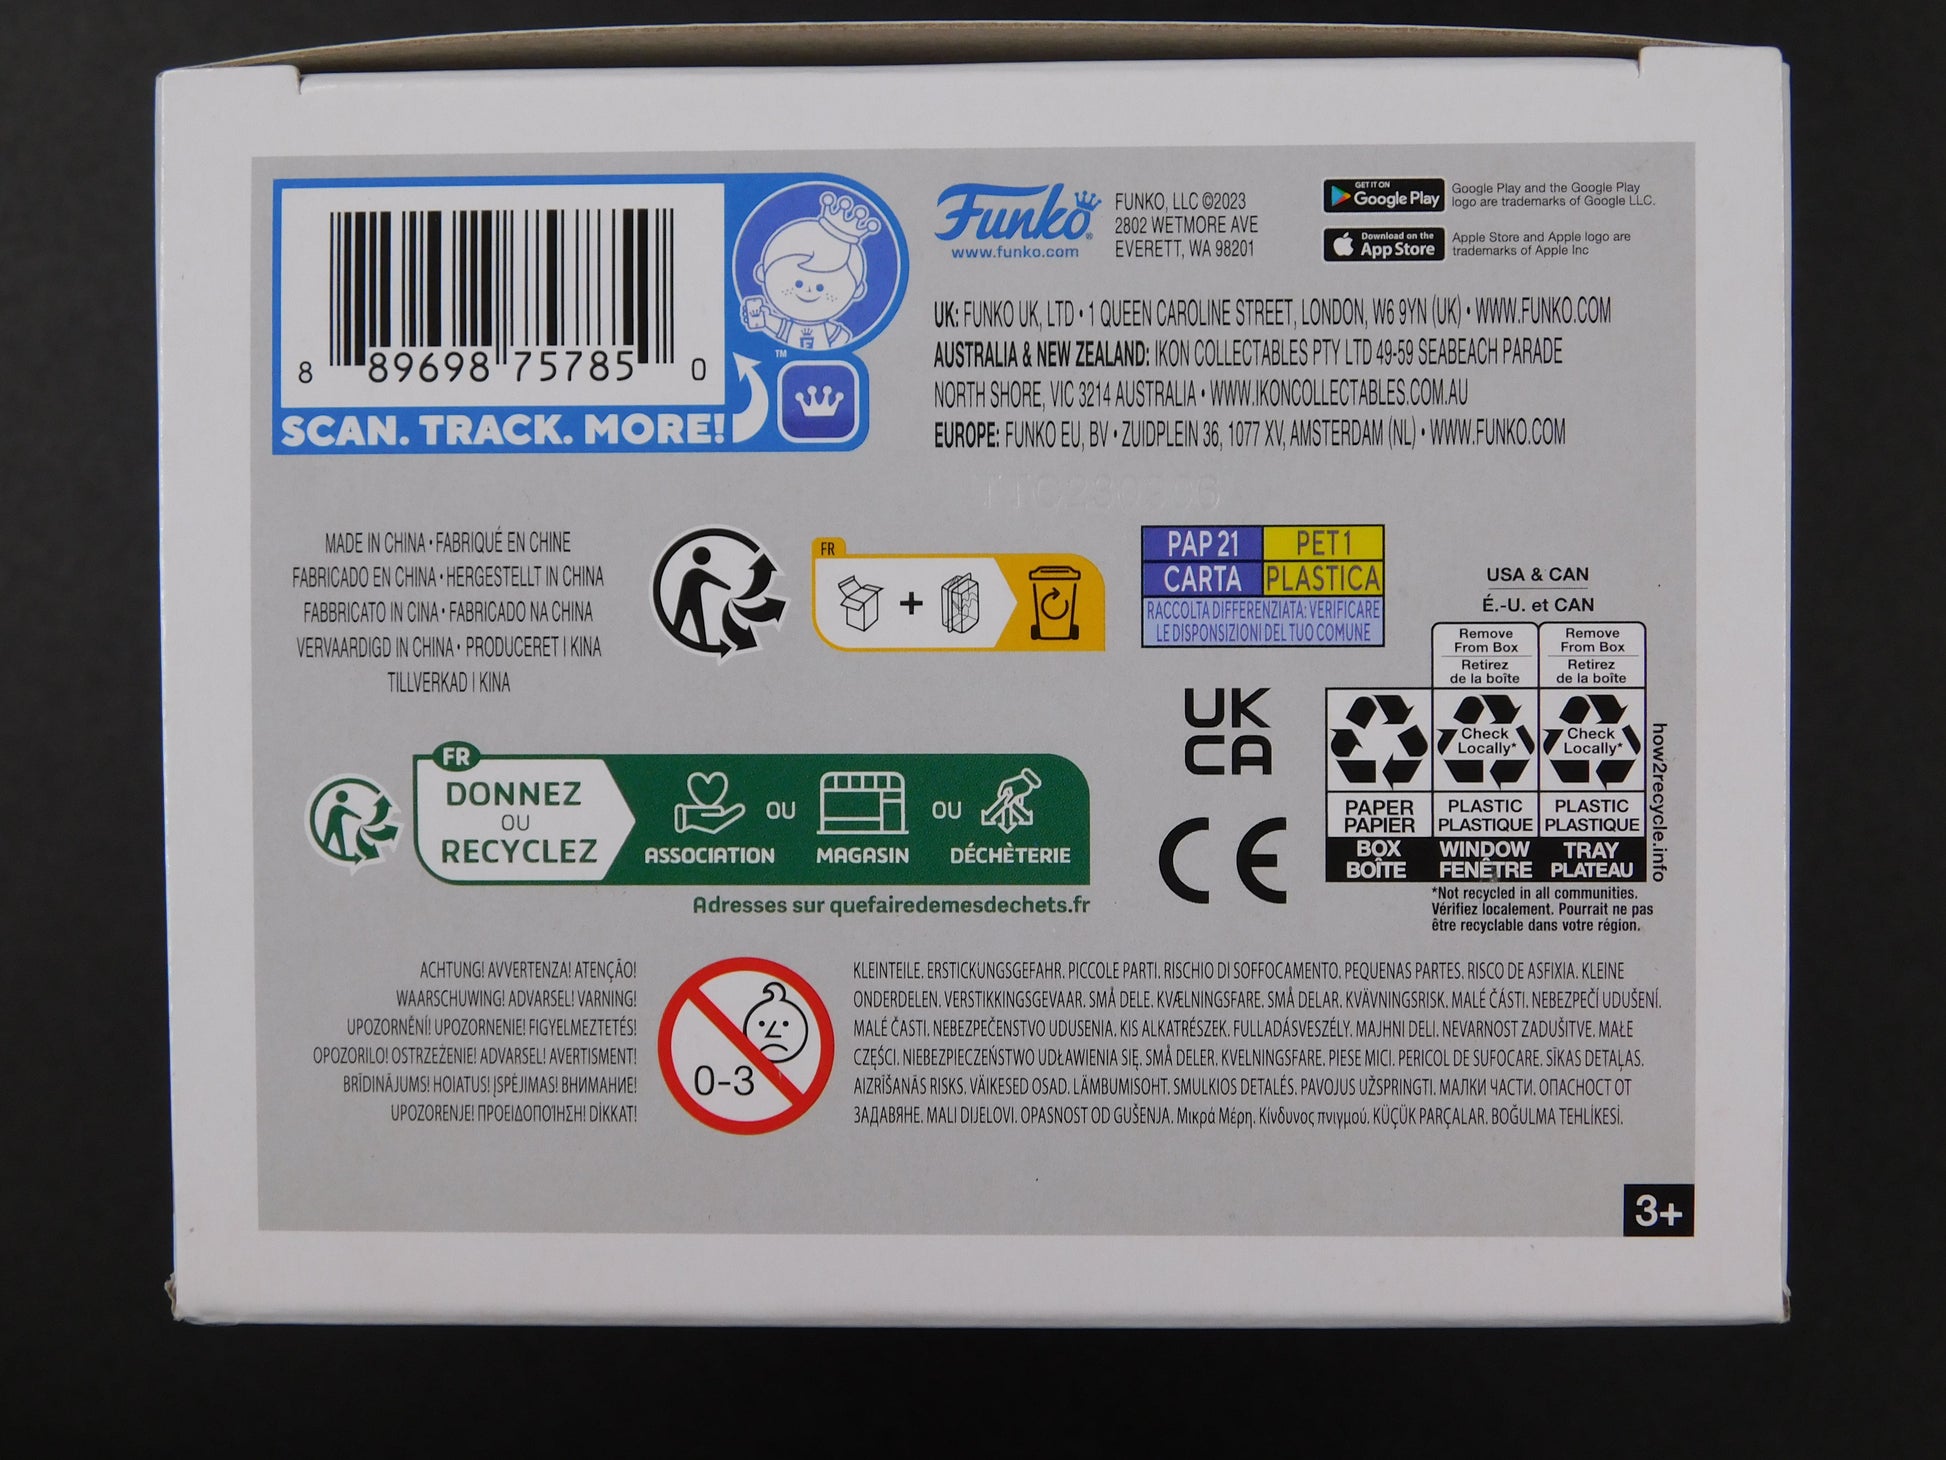 8 89698 75785 0
SCAN. TRACK. MORE!
TM
Funko
www.funko.com
FUNKO, LLC ©2023
2802 WETMORE AVE
EVERETT, WA 98201
GET IT ON
Google Play
Google Play and the Google Play
logo are trademarks of Google LLC.
Download on the
App Store
Apple Store and Apple logo are
trademarks of Apple Inc
UK: FUNKO UK, LTD • 1 QUEEN CAROLINE STREET, LONDON, W6 9YN (UK) • WWW.FUNKO.COM
AUSTRALIA & NEW ZEALAND: IKON COLLECTABLES PTY LTD 49-59 SEABEACH PARADE
NORTH SHORE, VIC 3214 AUSTRALIA • WWW.IKONCOLLECTABLES.COM.AU
EUROPE: FUNKO EU, BV • ZUIDPLEIN 36, 1077 XV, AMSTERDAM (NL) • WWW.FUNKO.COM
MADE IN CHINA • FABRIQUÉ EN CHINE
FABRICADO EN CHINA • HERGESTELLT IN CHINA
FABBRICATO IN CINA • FABRICADO NA CHINA
VERVAARDIGD IN CHINA • PRODUCERET I KINA
TILLVERKAD I KINA
FR
+
PAP 21
CARTA
PET 1
PLASTICA
RACCOLTA DIFFERENZIATA: VERIFICARE
LE DISPONSIZIONI DEL TUO COMUNE
USA & CAN
É.-U. et CAN
Remove
From Box
Retirez
de la boîte
Remove
From Box
Retirez
de la boîte
Check
Locally*
Check
Locally*
PAPER
PAPIER
PLASTIC
PLASTIQUE
PLASTIC
PLASTIQUE
BOX
BOÎTE
WINDOW
FENÊTRE
TRAY
PLATEAU
how2recycle.info
*Not recycled in all communities.
Vérifiez localement. Pourrait ne pas
être recyclable dans votre région.
UK
CA
CE
FR
DONNEZ
OU
RECYCLEZ
ASSOCIATION
OU
MAGASIN
OU
DÉCHÈTERIE
Adresses sur quefairedemesdechets.fr
ACHTUNG! AVVERTENZA! ATENÇÃO!
WAARSCHUWING! ADVARSEL! VARNING!
UPOZORNĚNÍ! UPOZORNENIE! FIGYELMEZTETÉS!
OPOZORILO! OSTRZEŻENIE! ADVARSEL! AVERTISMENT!
BRĪDINĀJUMS! HOIATUS! ĮSPĖJIMAS! ВНИМАНИЕ!
UPOZORENJE! ΠΡΟΕΙΔΟΠΟΊΗΣΗ! DİKKAT!
0-3
KLEINTEILE. ERSTICKUNGSGEFAHR. PICCOLE PARTI. RISCHIO DI SOFFOCAMENTO. PEQUENAS PARTES. RISCO DE ASFIXIA. KLEINE
ONDERDELEN. VERSTIKKINGSGEVAAR. SMÅ DELE. KVÆLNINGSFARE. SMÅ DELAR. KVÄVNINGSRISK. MALÉ ČÁSTI. NEBEZPEČÍ UDUŠENÍ.
MALÉ ČASTI. NEBEZPEČENSTVO UDUSENIA. KIS ALKATRÉSZEK. FULLADÁSVESZÉLY. MAJHNI DELI. NEVARNOST ZADUŠITVE. MAŁE
CZĘŚCI. NIEBEZPIECZEŃSTWO UDŁAWIENIA SIĘ. SMÅ DELER. KVELNINGSFARE. PIESE MICI. PERICOL DE SUFOCARE. SĪKAS DETAĻAS.
AIZRĪŠANĀS RISKS. VÄIKESED OSAD. LÄMBUMISOHT. SMULKIOS DETALĖS. PAVOJUS UŽSPRINGTI. МАЛКИ ЧАСТИ. ОПАСНОСТ ОТ
ЗАДАВЯНЕ. MALI DIJELOVI. OPASNOST OD GUŠENJA. Μικρά Μέρη. Κίνδυνος πνιγμού. KÜÇÜK PARÇALAR. BOĞULMA TEHLİKESİ.
3+